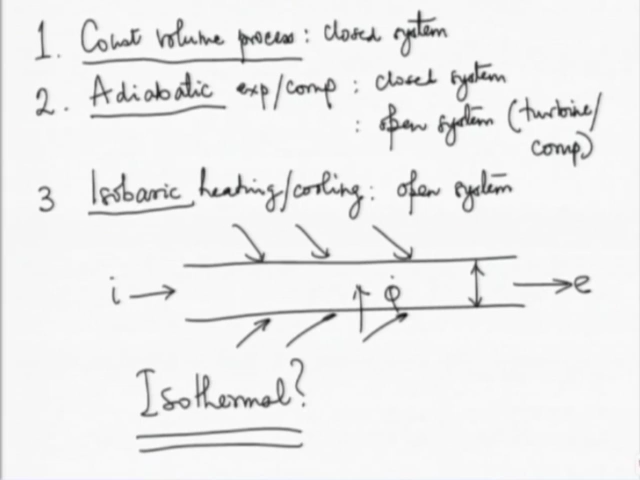 1. Const volume process : closed system
2. Adiabatic exp/comp : closed system
: open system (turbine/
comp)
3 Isobaric heating/cooling : open system
i Q̇ e
Isothermal?